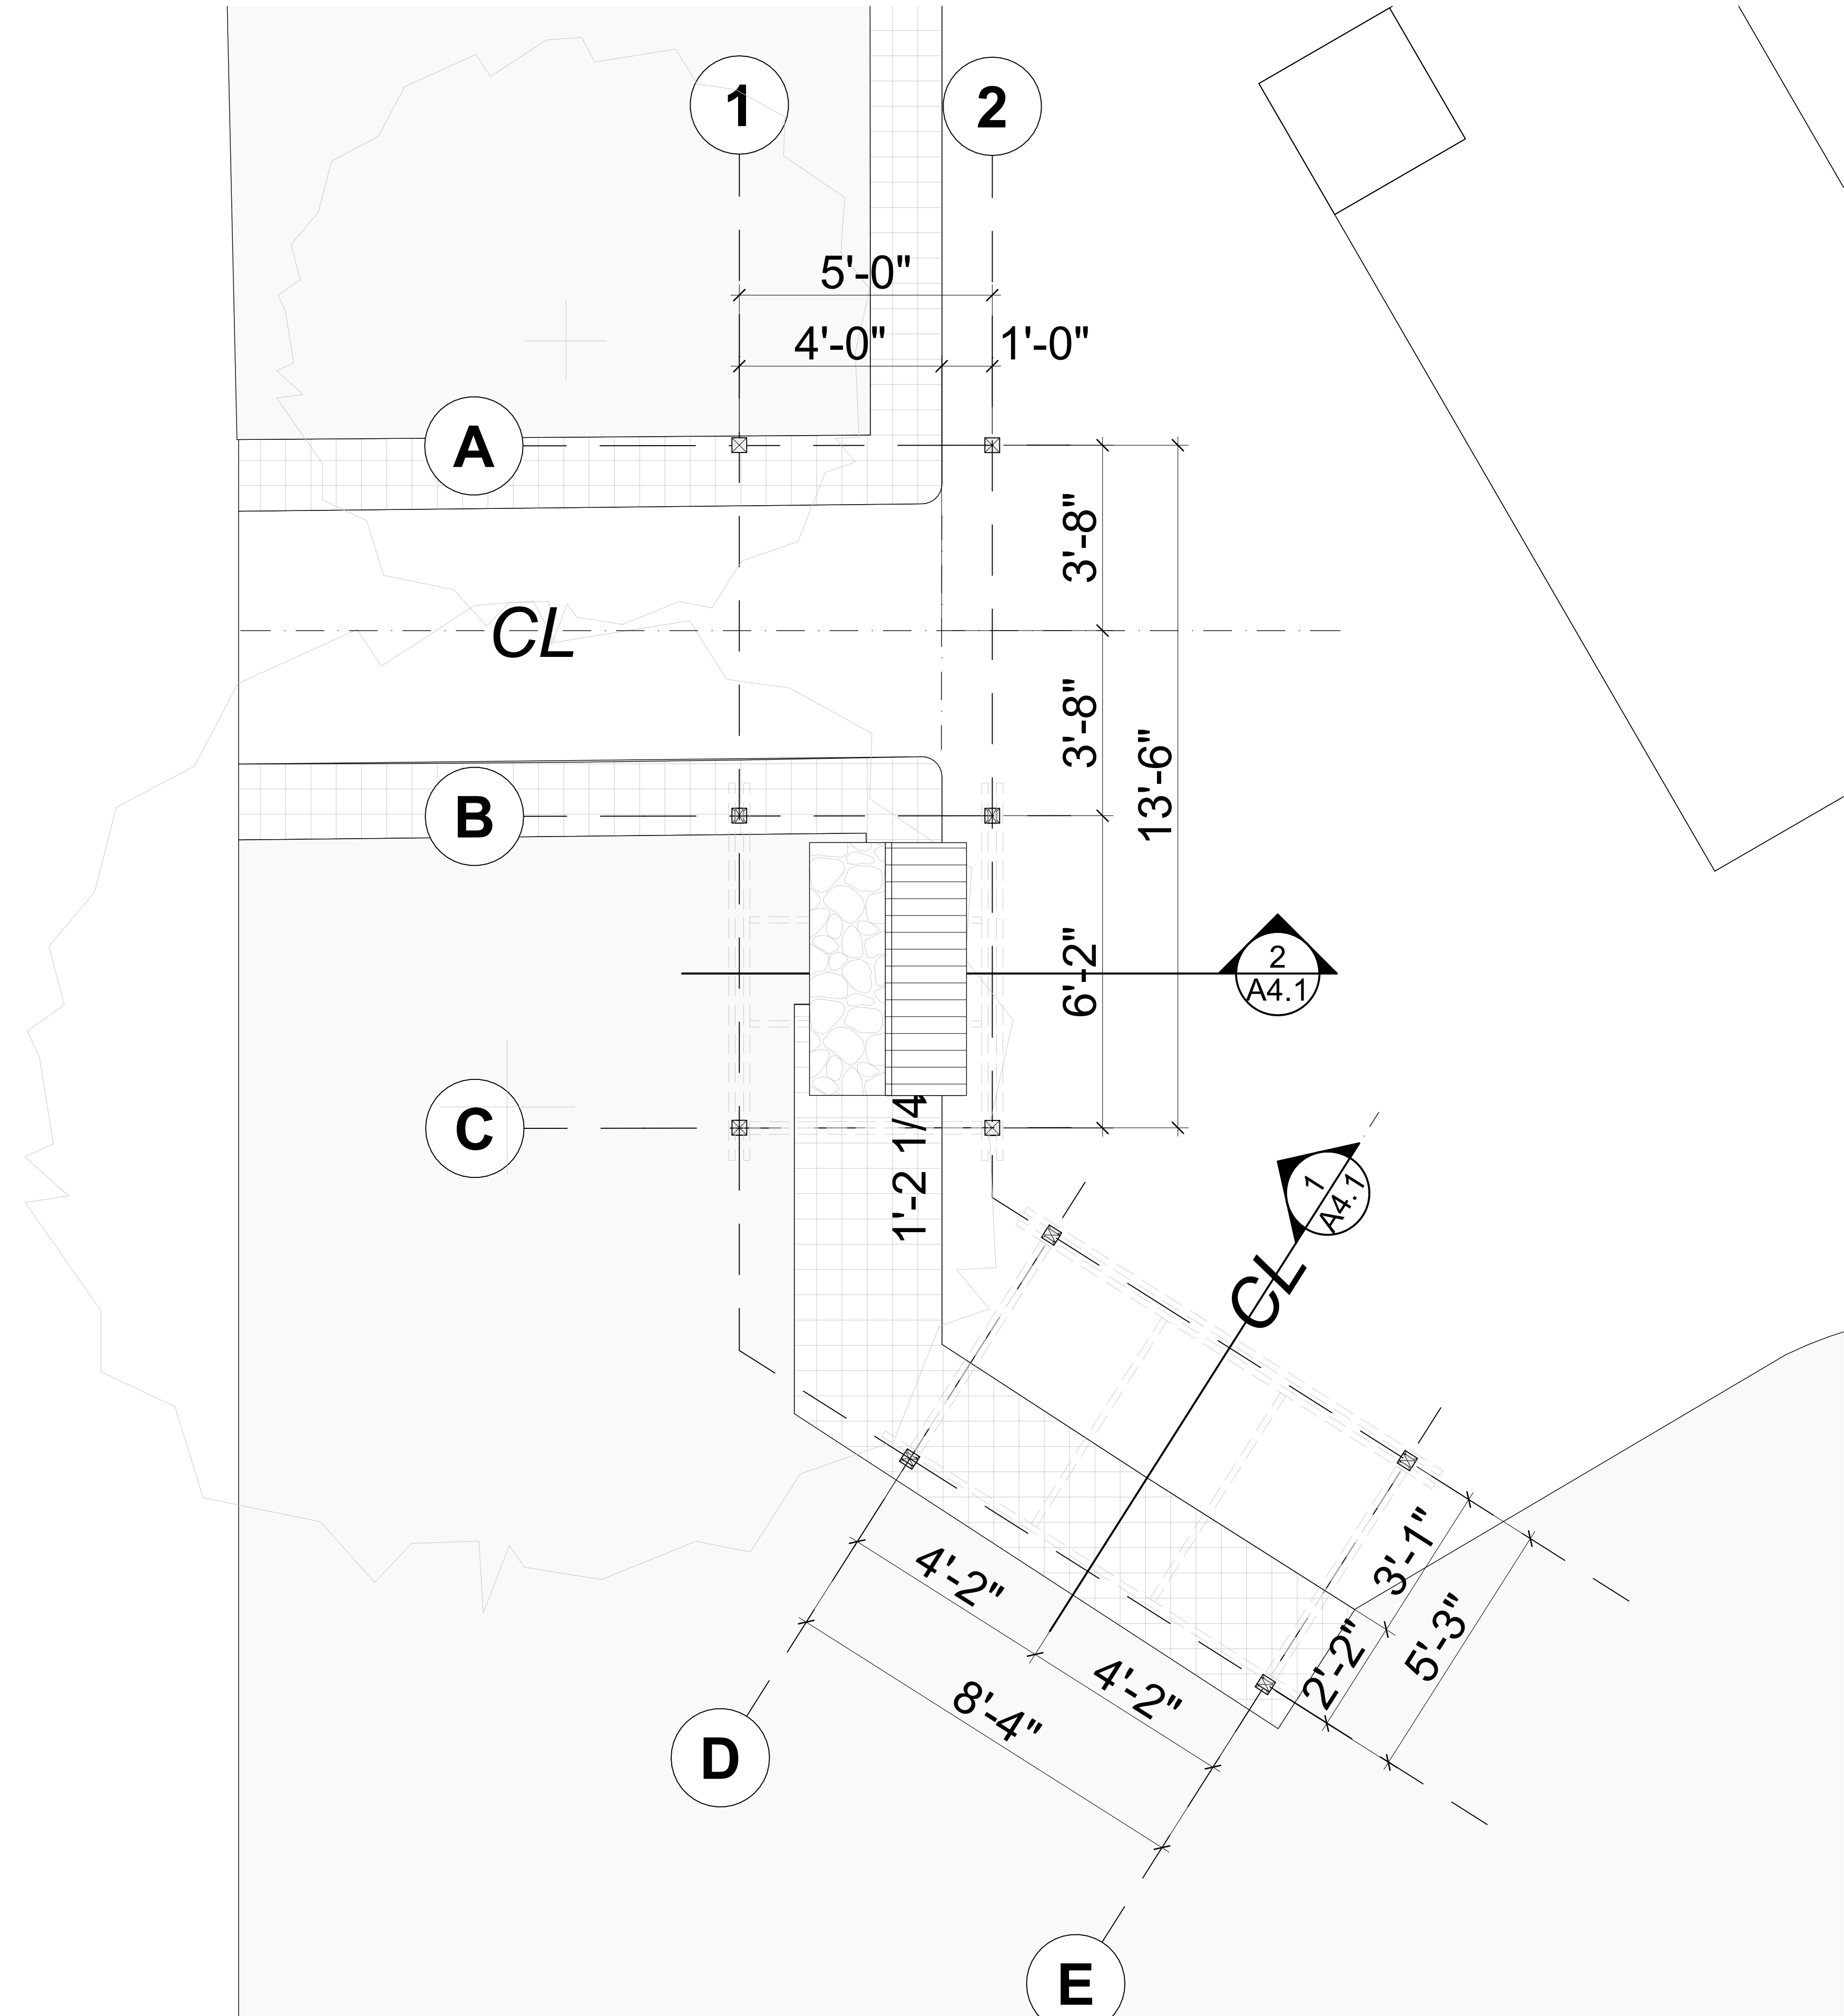 1
2
5'-0"
4'-0"
1'-0"
A
3'-8"
CL
3'-8"
13'-6"
B
6'-2"
2
A4.1
C
1'-2 1/4
1
A4.1
CL
4'-2"
3'-1"
2'-2"
5'-3"
4'-2"
8'-4"
D
E